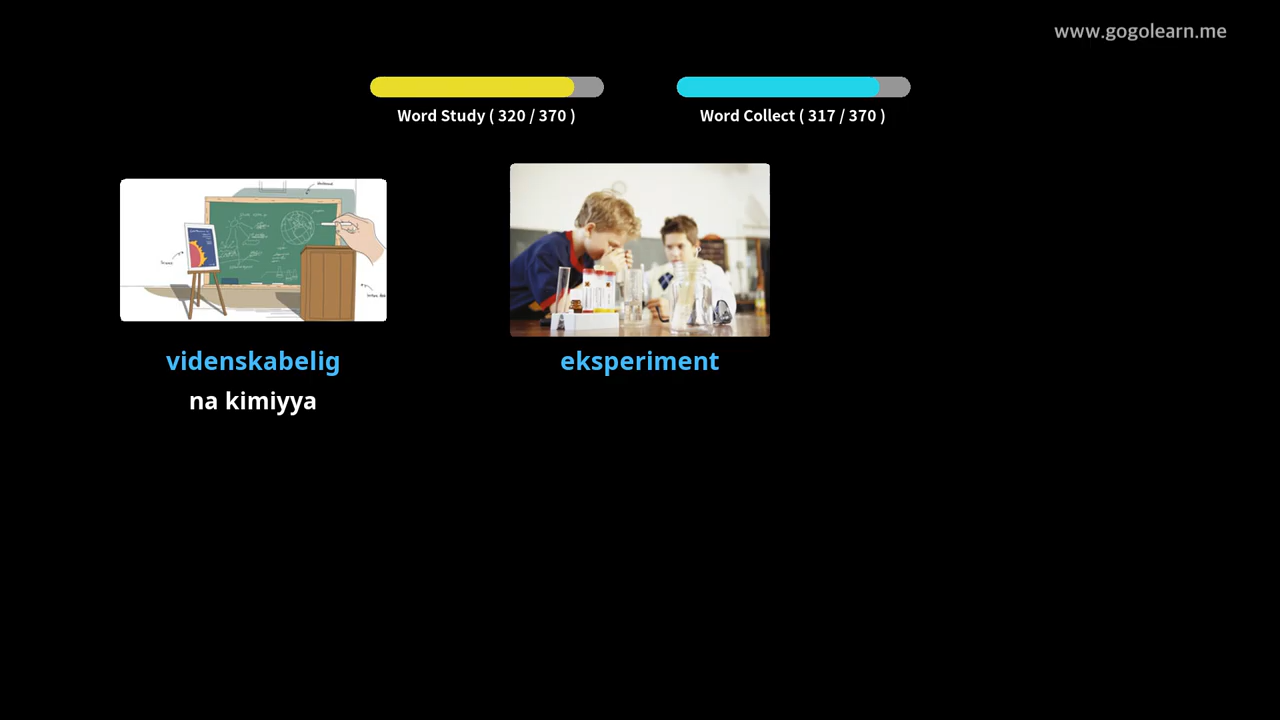 www.gogolearn.me
Word Study ( 320 / 370 )
Word Collect ( 317 / 370 )
videnskabelig
eksperiment
na kimiyya